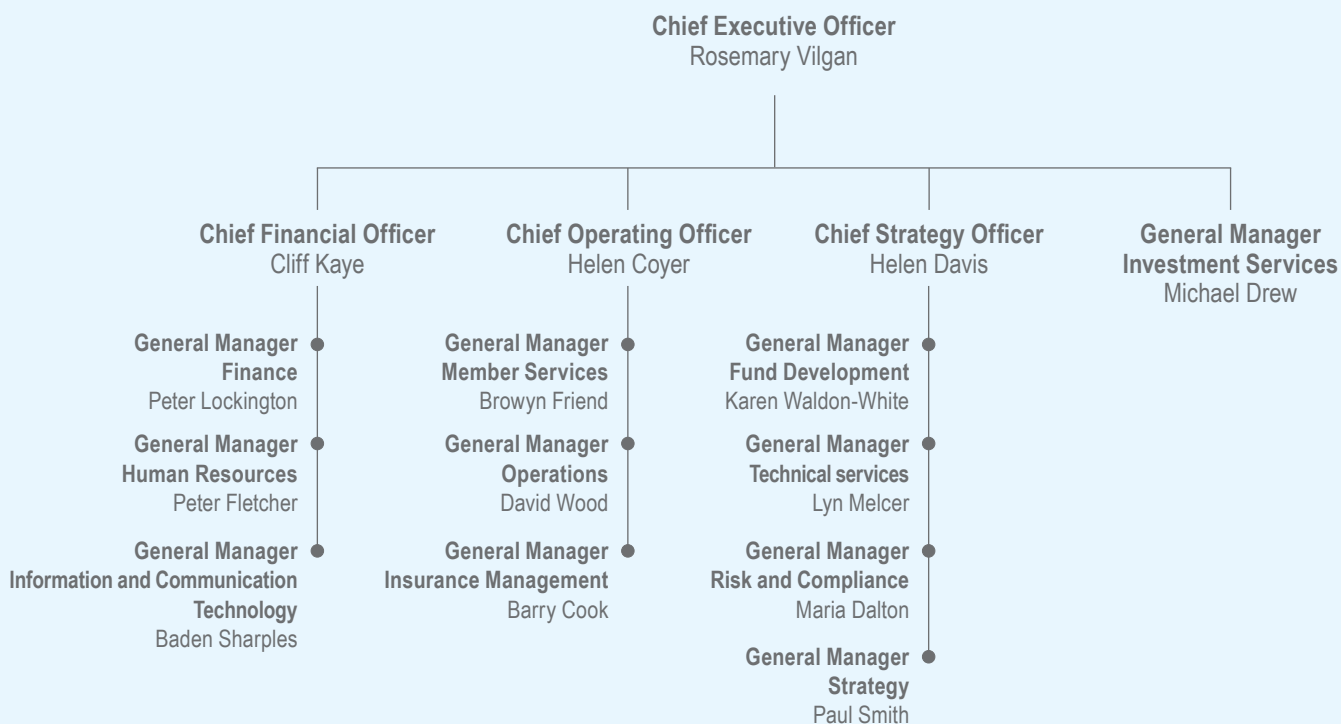 Chief Executive Officer
Rosemary Vilgan
Chief Financial Officer
Cliff Kaye
Chief Operating Officer
Helen Coyer
Chief Strategy Officer
Helen Davis
General Manager
Investment Services
Michael Drew
General Manager
Finance
Peter Lockington
General Manager
Human Resources
Peter Fletcher
General Manager
Information and Communication
Technology
Baden Sharples
General Manager
Member Services
Browyn Friend
General Manager
Operations
David Wood
General Manager
Insurance Management
Barry Cook
General Manager
Fund Development
Karen Waldon-White
General Manager
Technical services
Lyn Melcer
General Manager
Risk and Compliance
Maria Dalton
General Manager
Strategy
Paul Smith